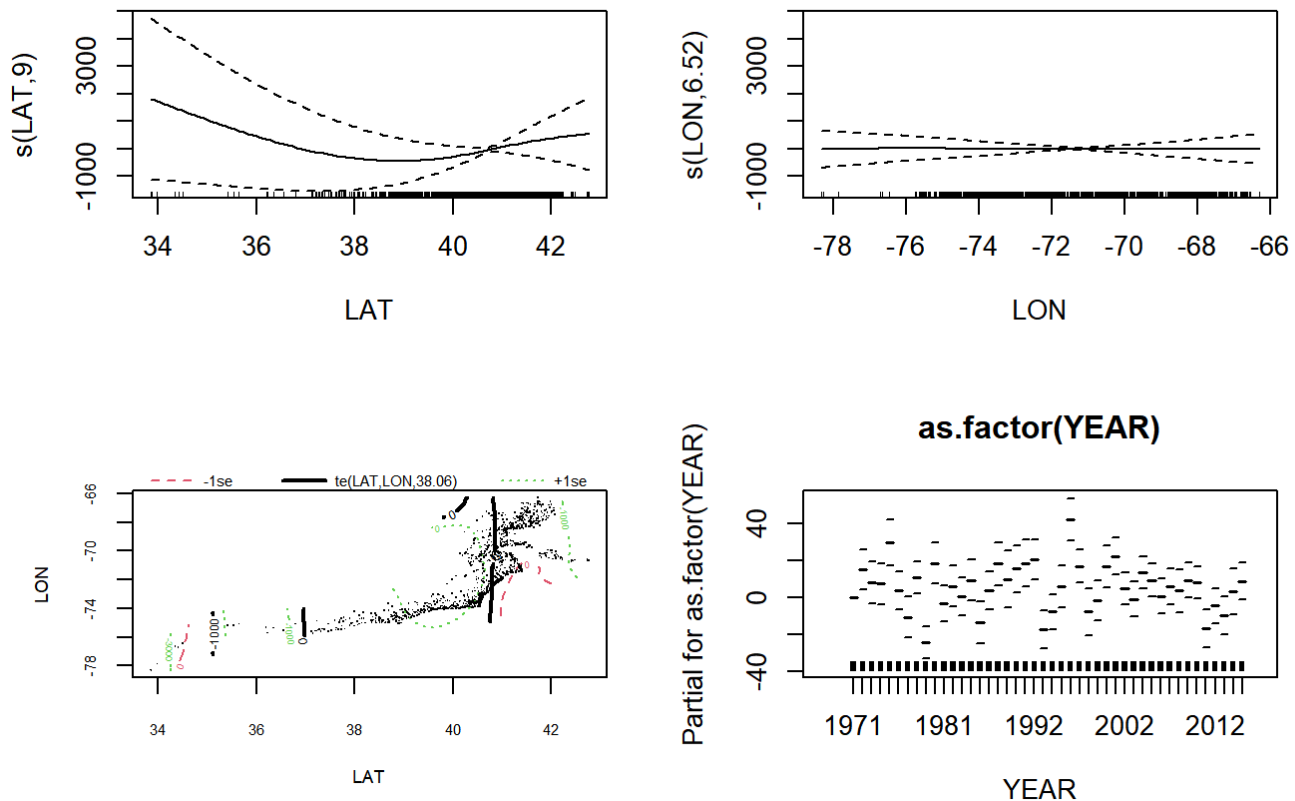 s(LAT,9)
3000
-1000
34 36 38 40 42
LAT
s(LON,6.52)
3000
-1000
-78 -76 -74 -72 -70 -68 -66
LON
-1se te(LAT,LON,38.06) +1se
LON
-66
-70
-74
-78
0
0
-1000
0
-3000
0
-1000
-1000
0
34 36 38 40 42
LAT
as.factor(YEAR)
Partial for as.factor(YEAR)
40
0
-40
1971 1981 1992 2002 2012
YEAR